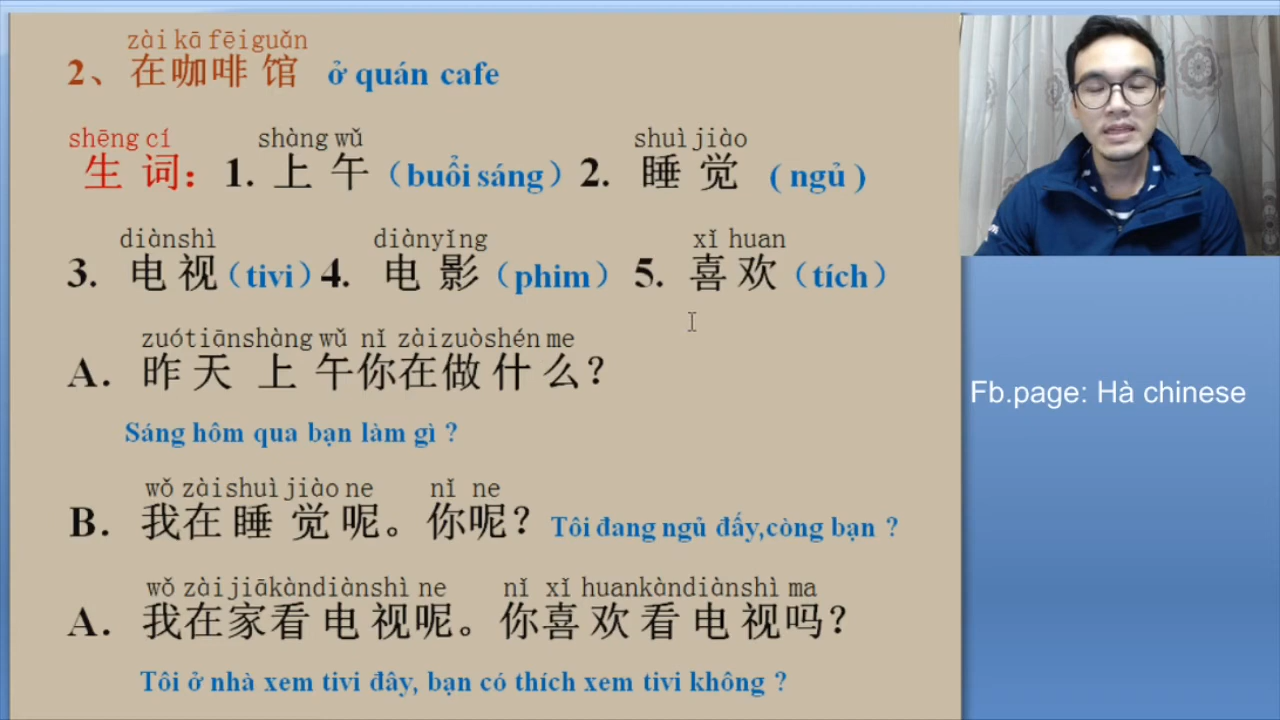 zài kā fēiguǎn
2、在咖啡馆 ở quán cafe
shēng cí shàng wǔ shuì jiào
生词：1. 上午（buổi sáng）2. 睡觉 ( ngủ )
diànshì diànyǐng xǐ huan
3. 电视（tivi）4. 电影（phim）5. 喜欢（tích）
zuótiānshàng wǔ nǐ zàizuòshén me
A. 昨天上午你在做什么？
Sáng hôm qua bạn làm gì ?
wǒ zàishuì jiào ne nǐ ne
B. 我在睡觉呢。你呢？ Tôi đang ngủ đấy,còng bạn ?
wǒ zài jiākàndiànshì ne nǐ xǐ huankàndiànshì ma
A. 我在家看电视呢。你喜欢看电视吗？
Tôi ở nhà xem tivi đây, bạn có thích xem tivi không ?
Fb.page: Hà chinese